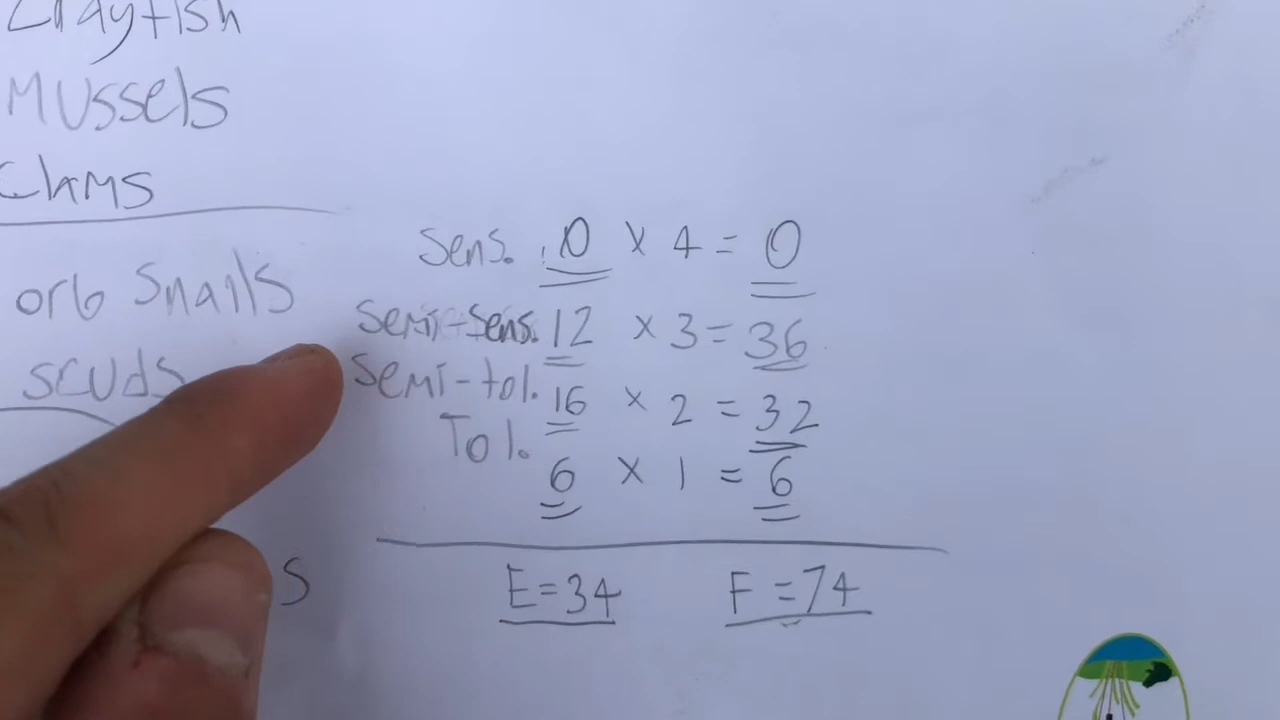 Crayfish
Mussels
Clams
orb Snails
scuds
Sens. 0 x 4 = 0
Semi-Sens. 12 x 3 = 36
Semi-tol. 16 x 2 = 32
Tol. 6 x 1 = 6
S
E=34 F=74